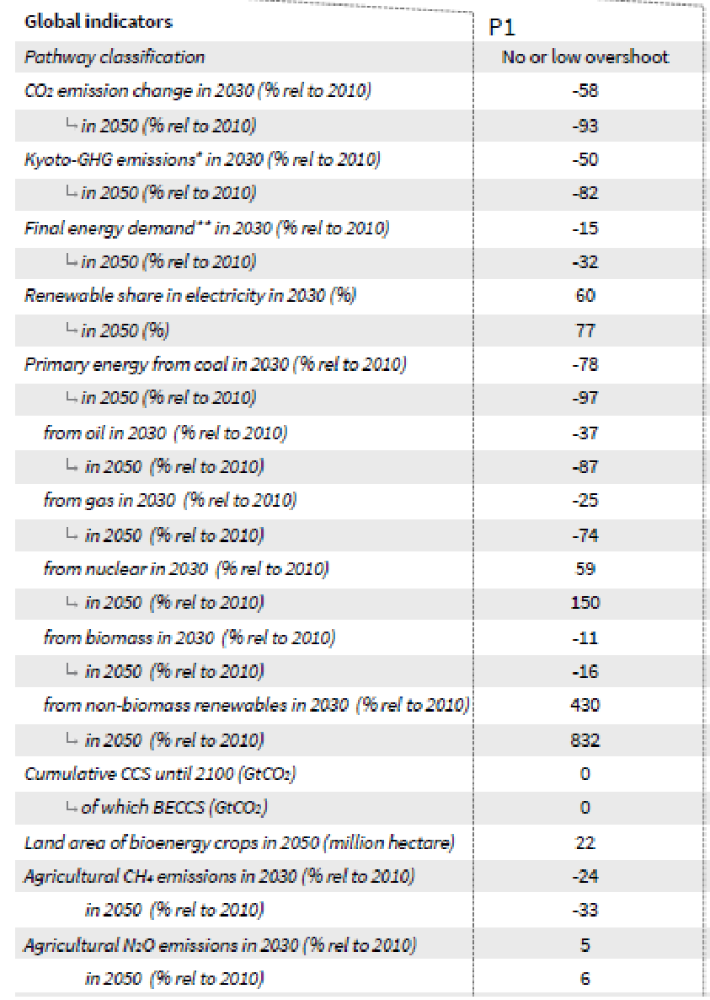 Global indicators P1
Pathway classification No or low overshoot
CO₂ emission change in 2030 (% rel to 2010) -58
in 2050 (% rel to 2010) -93
Kyoto-GHG emissions* in 2030 (% rel to 2010) -50
in 2050 (% rel to 2010) -82
Final energy demand** in 2030 (% rel to 2010) -15
in 2050 (% rel to 2010) -32
Renewable share in electricity in 2030 (%) 60
in 2050 (%) 77
Primary energy from coal in 2030 (% rel to 2010) -78
in 2050 (% rel to 2010) -97
from oil in 2030 (% rel to 2010) -37
in 2050 (% rel to 2010) -87
from gas in 2030 (% rel to 2010) -25
in 2050 (% rel to 2010) -74
from nuclear in 2030 (% rel to 2010) 59
in 2050 (% rel to 2010) 150
from biomass in 2030 (% rel to 2010) -11
in 2050 (% rel to 2010) -16
from non-biomass renewables in 2030 (% rel to 2010) 430
in 2050 (% rel to 2010) 832
Cumulative CCS until 2100 (GtCO₂) 0
of which BECCS (GtCO₂) 0
Land area of bioenergy crops in 2050 (million hectare) 22
Agricultural CH₄ emissions in 2030 (% rel to 2010) -24
in 2050 (% rel to 2010) -33
Agricultural N₂O emissions in 2030 (% rel to 2010) 5
in 2050 (% rel to 2010) 6